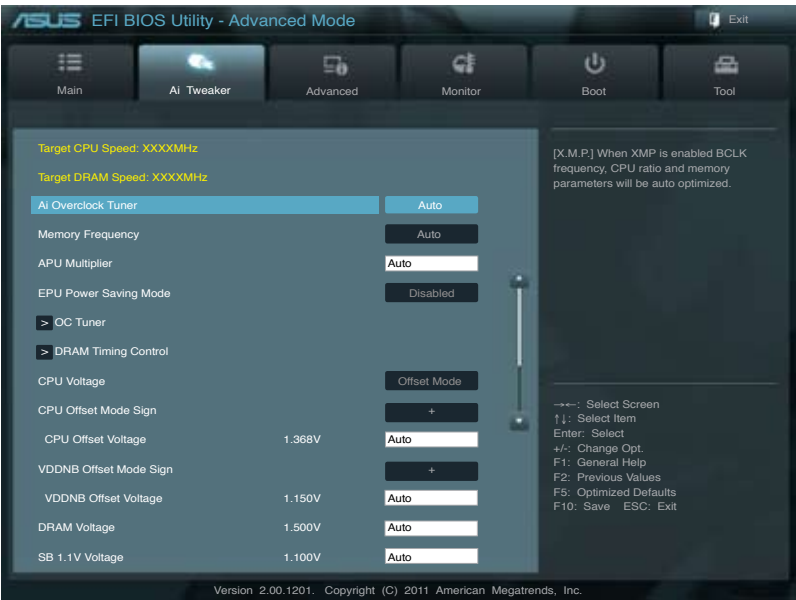 ASUS EFI BIOS Utility - Advanced Mode
Exit
Main
Ai Tweaker
Advanced
Monitor
Boot
Tool
Target CPU Speed: XXXXMHz
Target DRAM Speed: XXXXMHz
Ai Overclock Tuner Auto
Memory Frequency Auto
APU Multiplier Auto
EPU Power Saving Mode Disabled
> OC Tuner
> DRAM Timing Control
CPU Voltage Offset Mode
CPU Offset Mode Sign +
CPU Offset Voltage 1.368V Auto
VDDNB Offset Mode Sign +
VDDNB Offset Voltage 1.150V Auto
DRAM Voltage 1.500V Auto
SB 1.1V Voltage 1.100V Auto
[X.M.P.] When XMP is enabled BCLK
frequency, CPU ratio and memory
parameters will be auto optimized.
→←: Select Screen
↑↓: Select Item
Enter: Select
+/-: Change Opt.
F1: General Help
F2: Previous Values
F5: Optimized Defaults
F10: Save ESC: Exit
Version 2.00.1201. Copyright (C) 2011 American Megatrends, Inc.